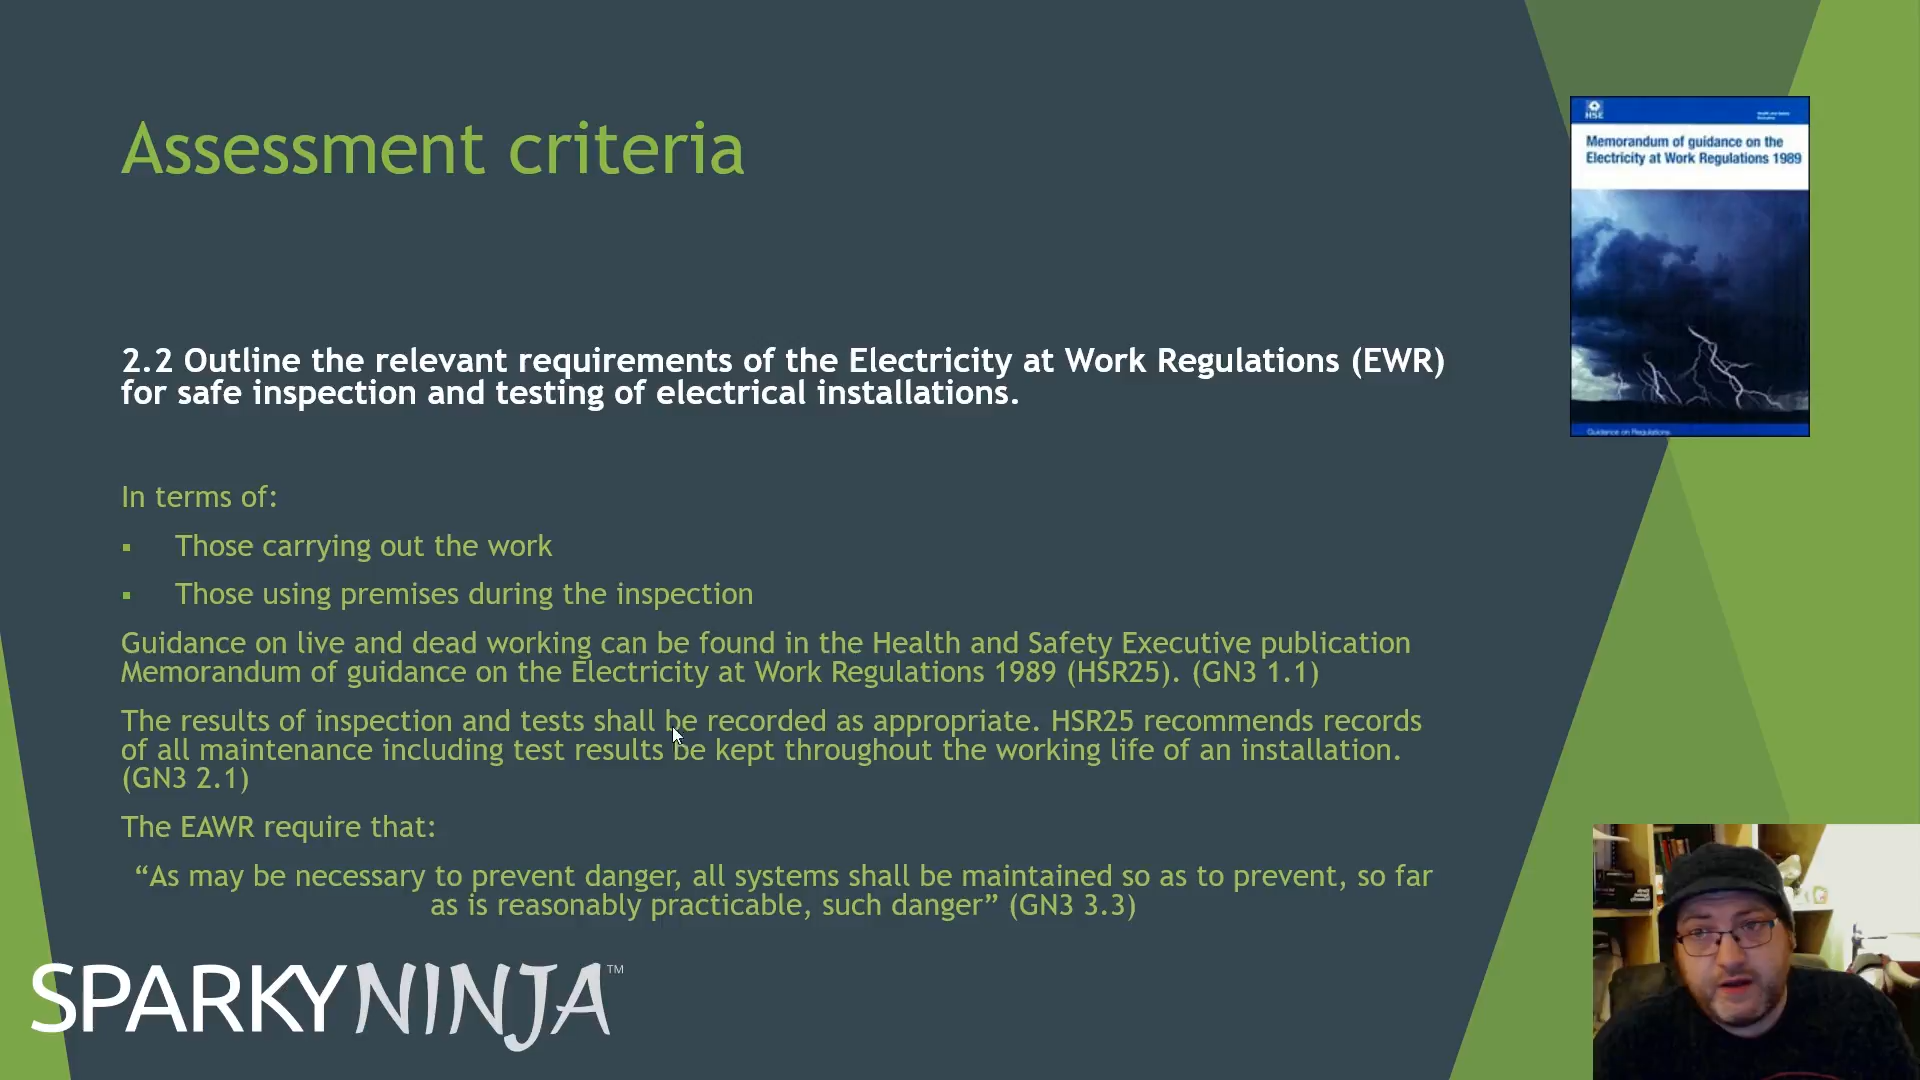 Assessment criteria
HSE
Memorandum of guidance on the
Electricity at Work Regulations 1989
Guidance on Regulations
2.2 Outline the relevant requirements of the Electricity at Work Regulations (EWR)
for safe inspection and testing of electrical installations.
In terms of:
▪ Those carrying out the work
▪ Those using premises during the inspection
Guidance on live and dead working can be found in the Health and Safety Executive publication
Memorandum of guidance on the Electricity at Work Regulations 1989 (HSR25). (GN3 1.1)
The results of inspection and tests shall be recorded as appropriate. HSR25 recommends records
of all maintenance including test results be kept throughout the working life of an installation.
(GN3 2.1)
The EAWR require that:
“As may be necessary to prevent danger, all systems shall be maintained so as to prevent, so far
as is reasonably practicable, such danger” (GN3 3.3)
SPARKYNINJA™